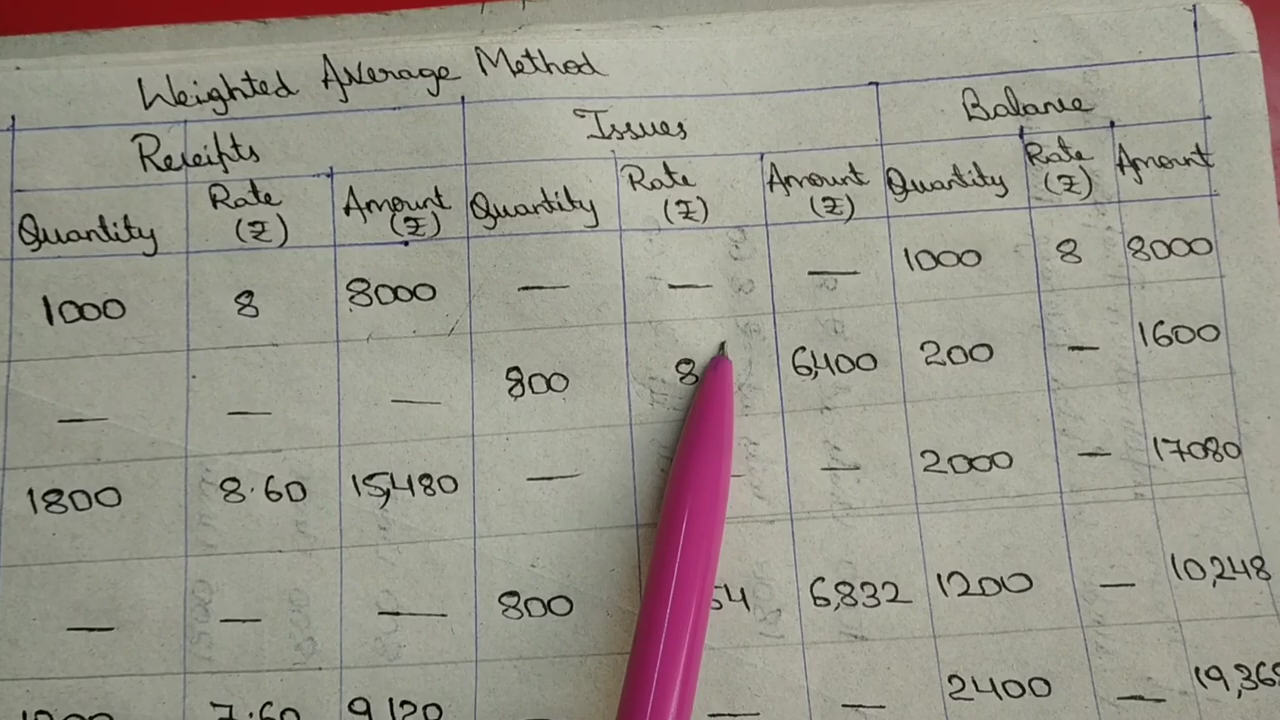 Weighted Average Method
Receipts Issues Balance
Quantity Rate (₹) Amount (₹) Quantity Rate (₹) Amount (₹) Quantity Rate (₹) Amount
1000 8 8000 — — — 1000 8 8000
— — — 800 8 6,400 200 — 1600
1800 8.60 15,480 — — — 2000 — 17080
— — — 800 54 6,832 1200 — 10,248
7.60 9120 — — — 2400 —